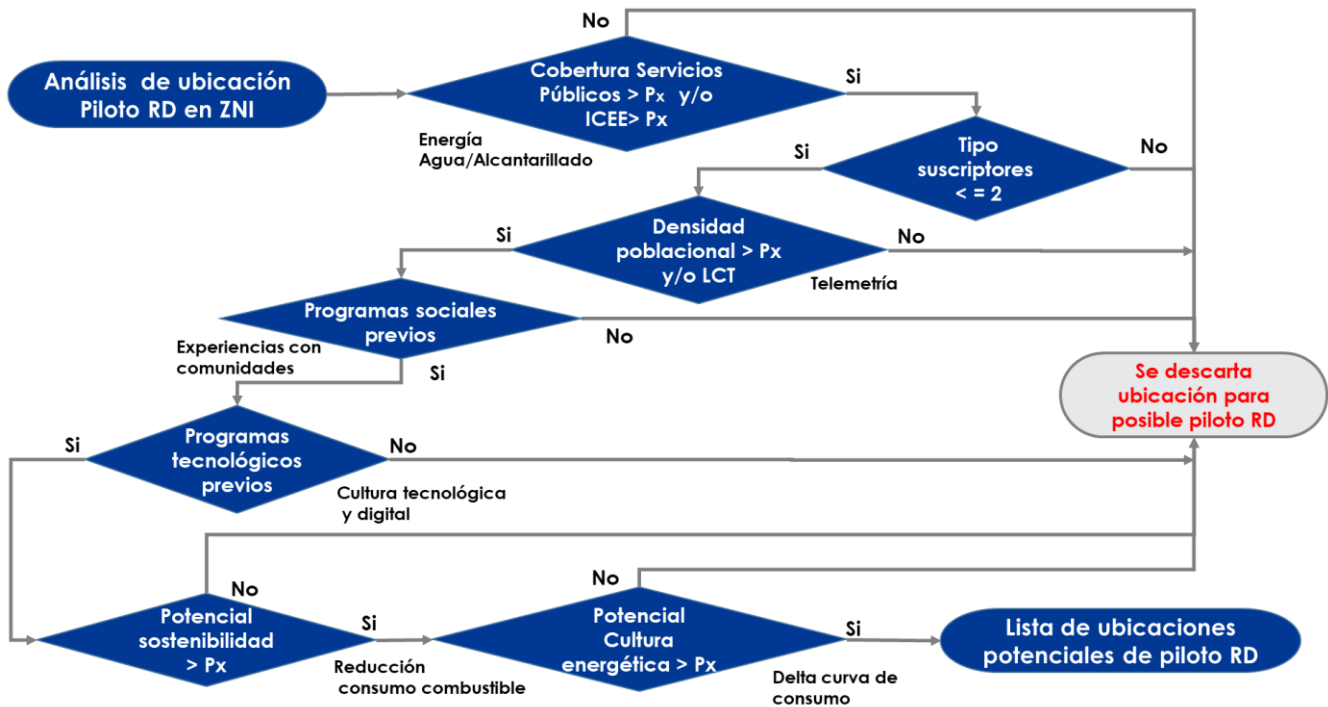 No
Análisis de ubicación
Piloto RD en ZNI
Cobertura Servicios
Públicos > Px y/o
ICEE> Px
Si
Energía
Agua/Alcantarillado
Tipo
suscriptores
< = 2
Si
No
Densidad
poblacional > Px
y/o LCT
Si
No
Telemetría
Programas sociales
previos
No
Experiencias con
comunidades
Si
Se descarta
ubicación para
posible piloto RD
Programas
tecnológicos
previos
Si
No
Cultura tecnológica
y digital
No
Potencial
sostenibilidad
> Px
Si
Reducción
consumo combustible
No
Potencial
Cultura
energética > Px
Si
Delta curva de
consumo
Lista de ubicaciones
potenciales de piloto RD